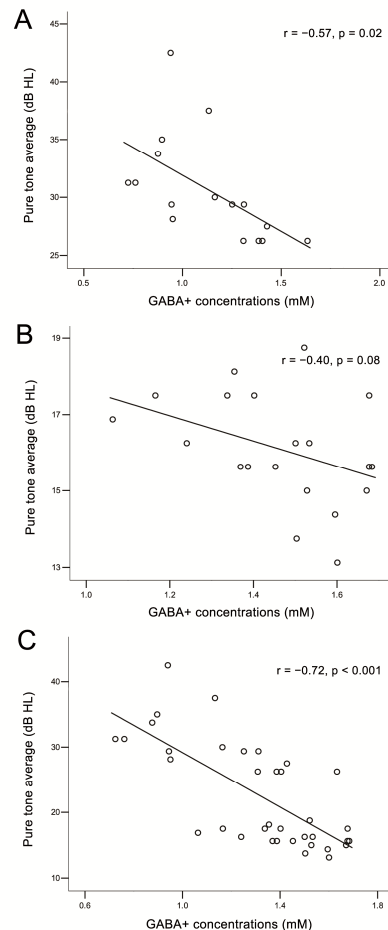 A
r = −0.57, p = 0.02
Pure tone average (dB HL)
45
40
35
30
25
0.5 1.0 1.5 2.0
GABA+ concentrations (mM)
B
r = −0.40, p = 0.08
Pure tone average (dB HL)
19
17
15
13
1.0 1.2 1.4 1.6
GABA+ concentrations (mM)
C
r = −0.72, p < 0.001
Pure tone average (dB HL)
40
30
20
10
0.6 1.0 1.4 1.8
GABA+ concentrations (mM)